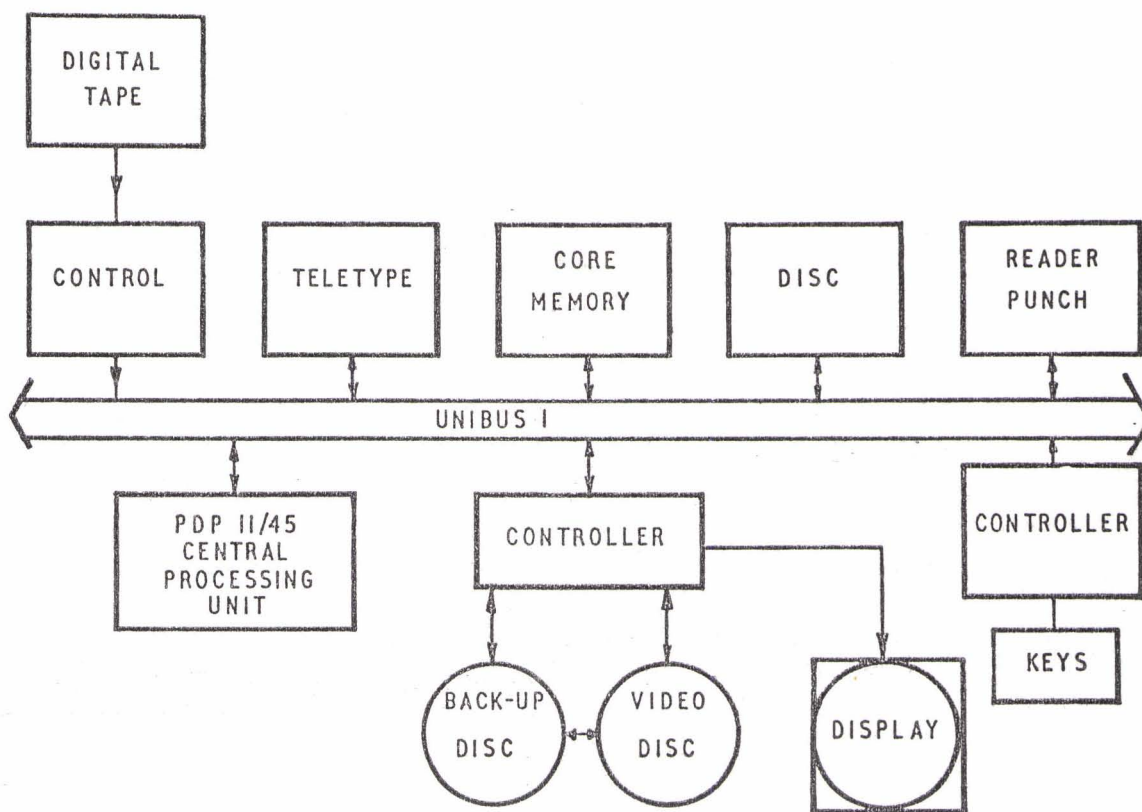 DIGITAL
TAPE
CONTROL
TELETYPE
CORE
MEMORY
DISC
READER
PUNCH
UNIBUS I
PDP II/45
CENTRAL
PROCESSING
UNIT
CONTROLLER
CONTROLLER
KEYS
BACK-UP
DISC
VIDEO
DISC
DISPLAY